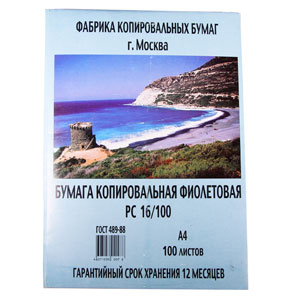 ФАБРИКА КОПИРОВАЛЬНЫХ БУМАГ
г. Москва
БУМАГА КОПИРОВАЛЬНАЯ ФИОЛЕТОВАЯ
РС 16/100
ГОСТ 489-88
А4
100 листов
ГАРАНТИЙНЫЙ СРОК ХРАНЕНИЯ 12 МЕСЯЦЕВ